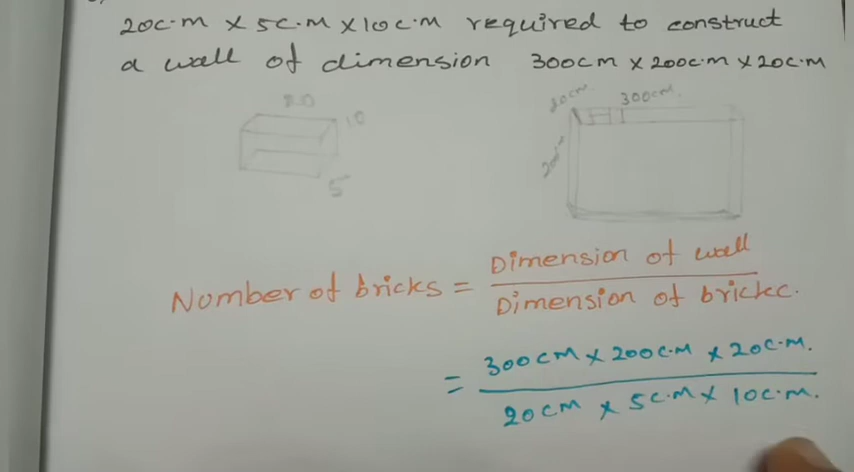 20c.m x 5c.m x 10c.m required to construct
a wall of dimension 300cm x 200c.m x 20c.m
20cm. 300cm.
10
5
Number of bricks = Dimension of wall
Dimension of brickc.
= 300cm x 200c.m x 20c.m.
20cm x 5c.m x 10c.m.